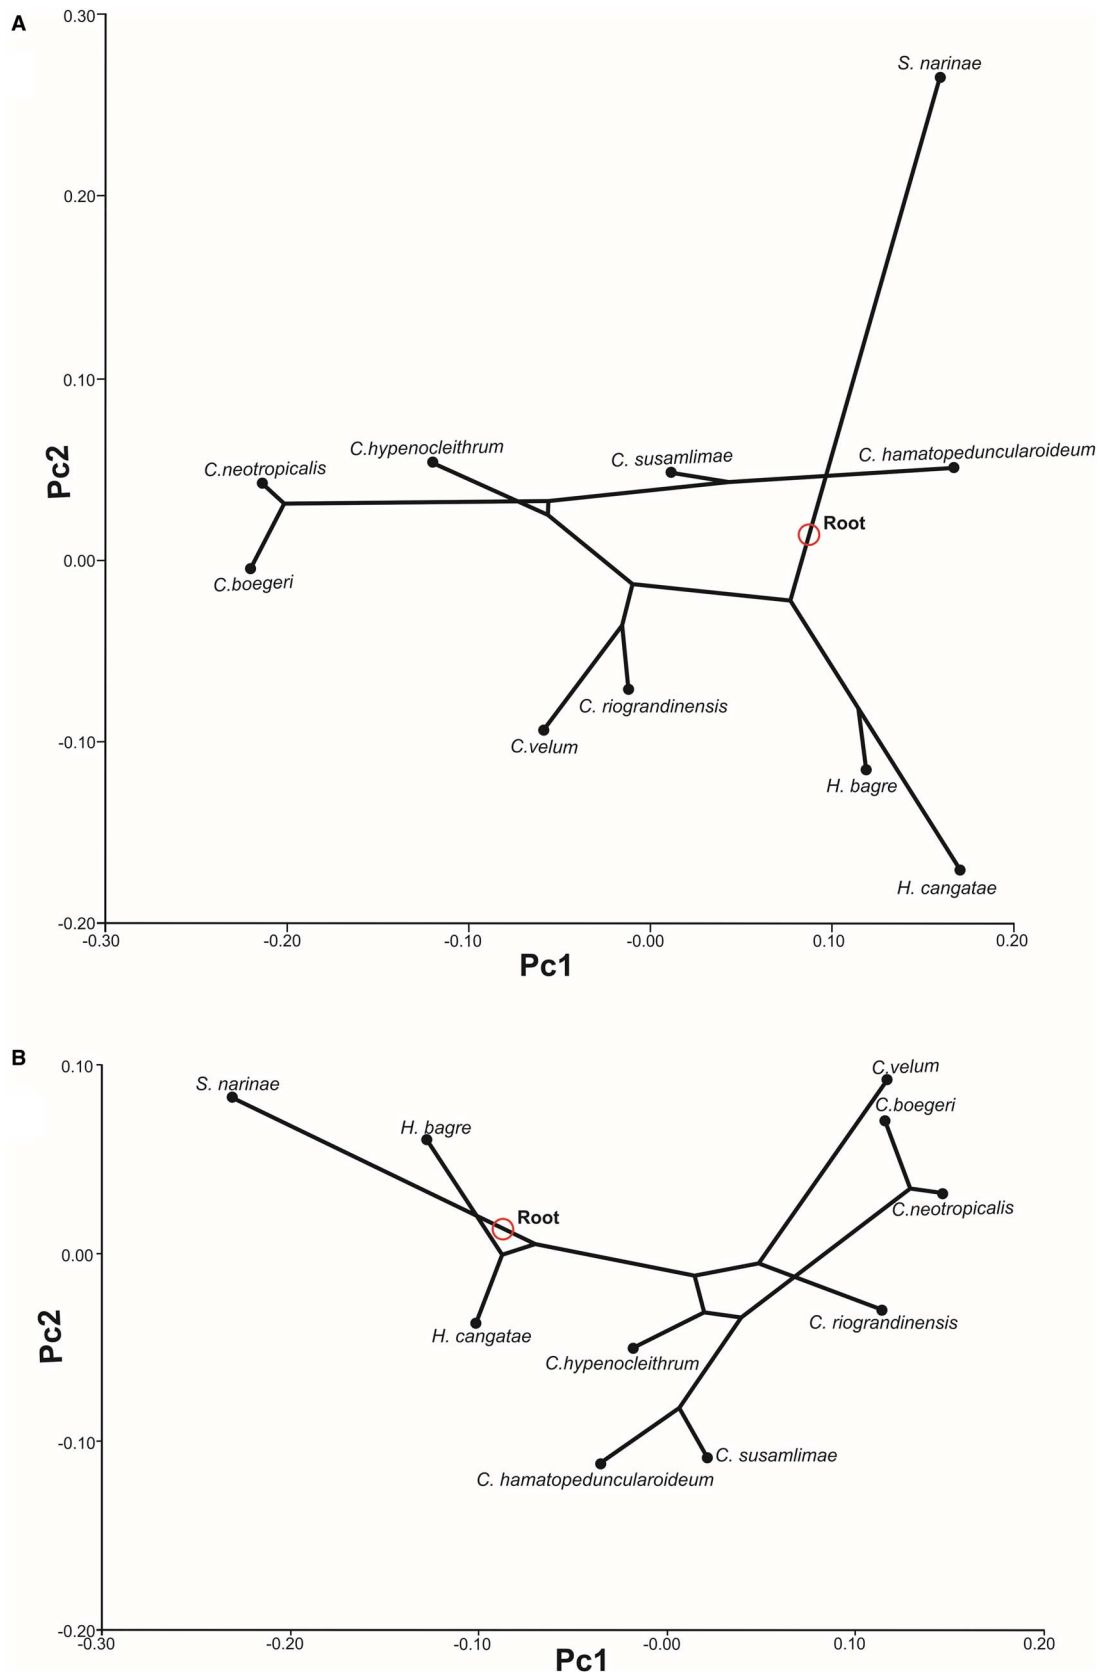 A
0.30
S. narinae
0.20
0.10
C.hypenocleithrum
C. susamlimae
C. hamatopeduncularoideum
C.neotropicalis
Pc2
Root
0.00
C.boegeri
C. riograndinensis
-0.10
C.velum
H. bagre
H. cangatae
-0.20
-0.30 -0.20 -0.10 -0.00 0.10 0.20
Pc1
B
0.10
C.velum
S. narinae
C.boegeri
H. bagre
C.neotropicalis
Root
0.00
C. riograndinensis
H. cangatae
Pc2
C.hypenocleithrum
-0.10
C. susamlimae
C. hamatopeduncularoideum
-0.20
-0.30 -0.20 -0.10 -0.00 0.10 0.20
Pc1